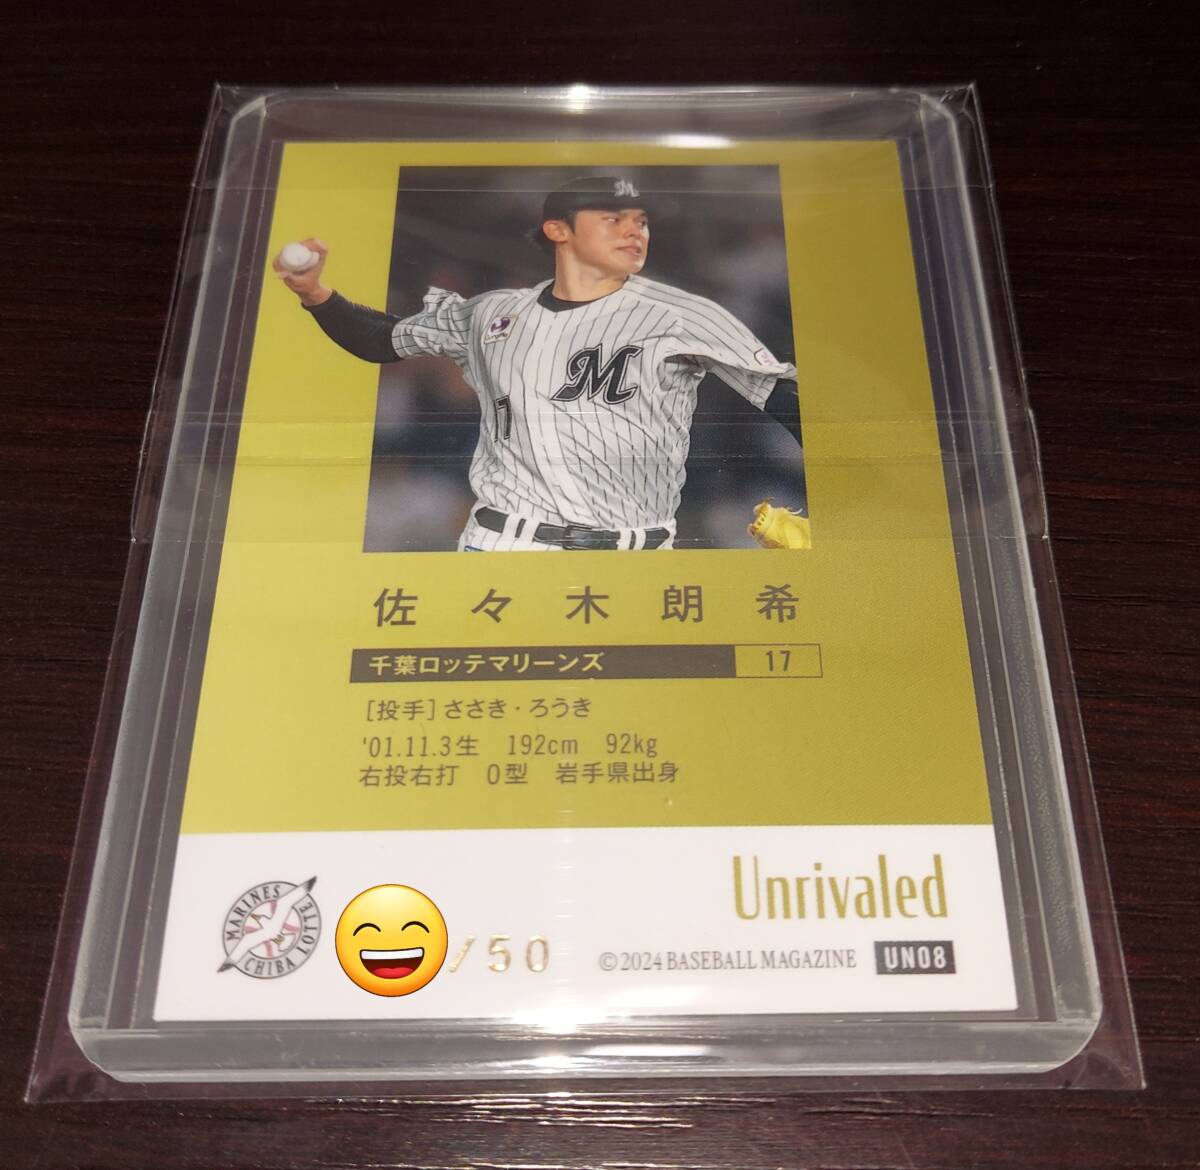 M
M
17
佐々木朗希
千葉ロッテマリーンズ 17
[投手]ささき・ろうき
'01.11.3生 192cm 92kg
右投右打 O型 岩手県出身
Unrivaled
MARINES
CHIBA LOTTE
/50
©2024 BASEBALL MAGAZINE UN08